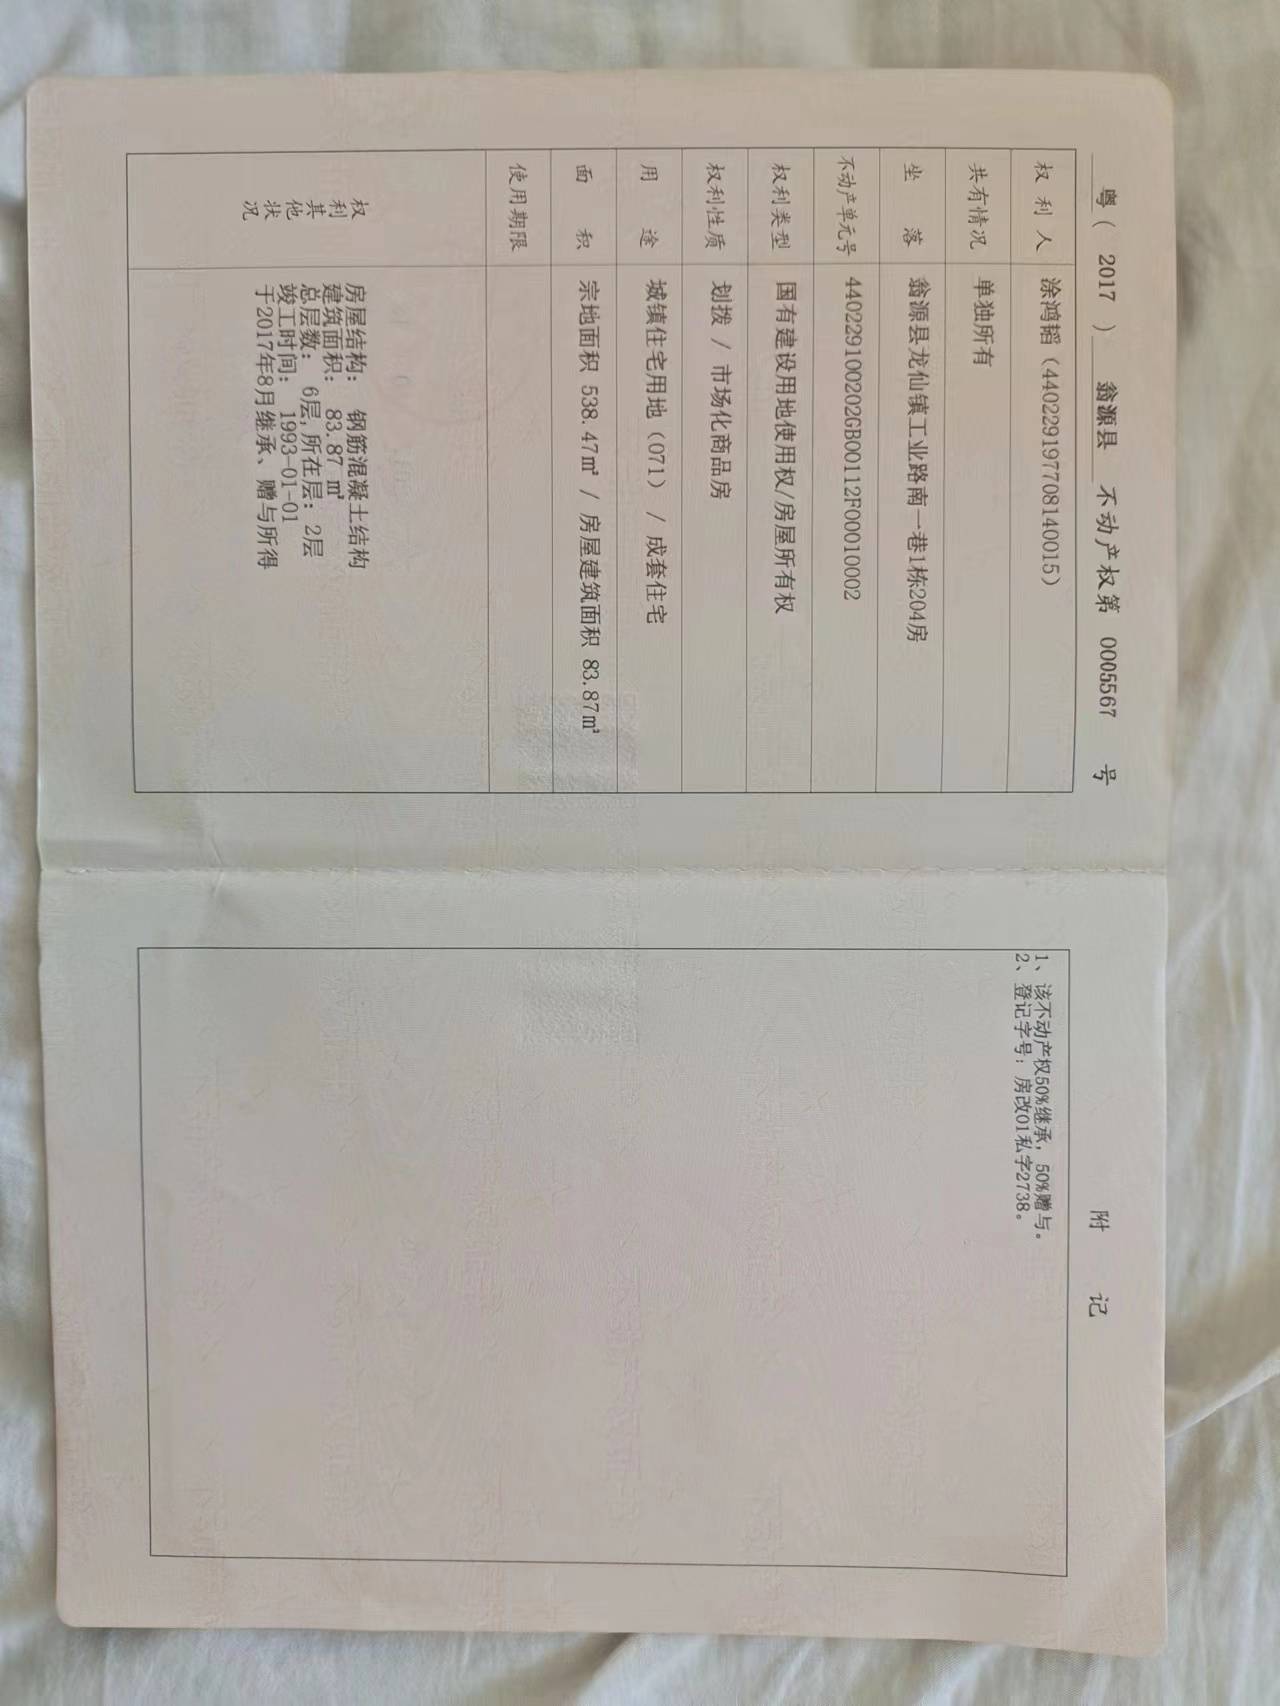 粤( 2017 ) 翁源县 不动产权第 0005567 号
权利人 涂鸿韬(440229197708140015)
共有情况 单独所有
坐落 翁源县龙仙镇工业路南一巷1栋204房
不动产单元号 440229100202GB00112F00010002
权利类型 国有建设用地使用权/房屋所有权
权利性质 划拨 / 市场化商品房
用途 城镇住宅用地(071) / 成套住宅
面积 宗地面积 538.47㎡ / 房屋建筑面积 83.87㎡
使用期限
权利其他状况
房屋结构: 钢筋混凝土结构
建筑面积: 83.87 ㎡
总层数: 6层,所在层: 2层
竣工时间: 1993-01-01
于2017年8月继承、赠与所得
附记
1、该不动产权50%继承,50%赠与。
2、登记字号:房改01私字2738。